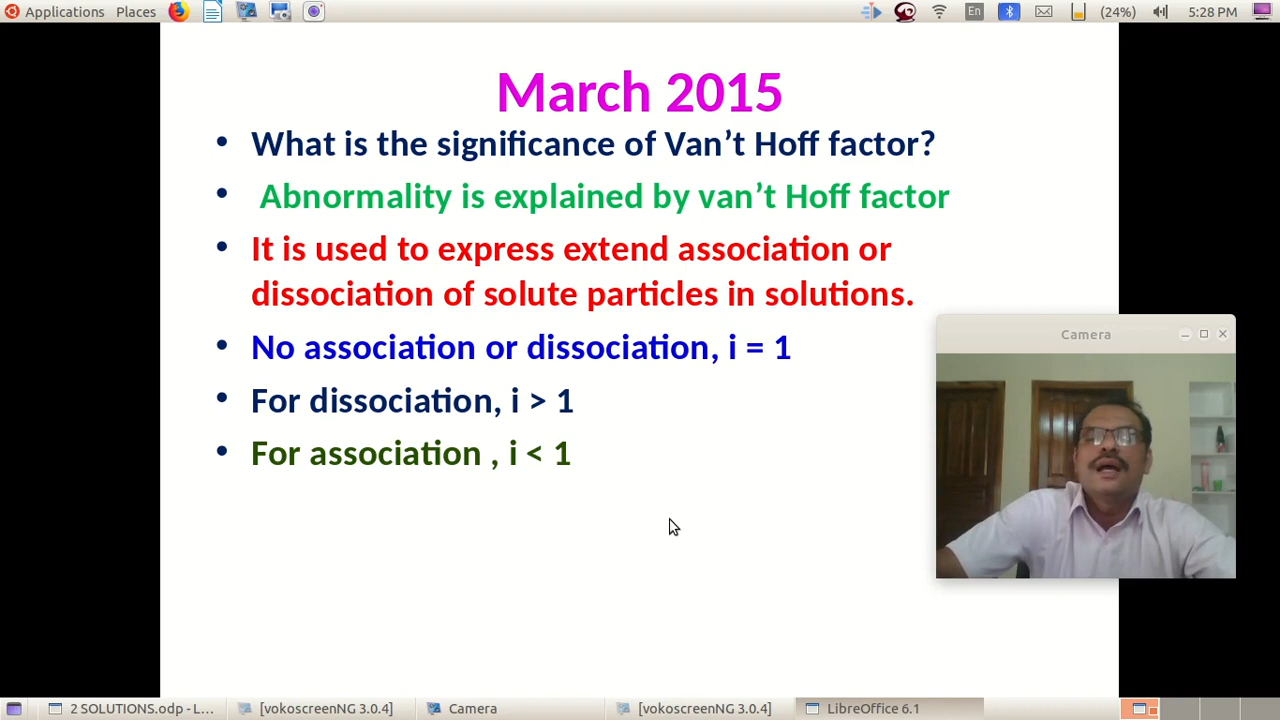 Applications Places En (24%) 5:28 PM
March 2015
• What is the significance of Van’t Hoff factor?
• Abnormality is explained by van’t Hoff factor
• It is used to express extend association or
dissociation of solute particles in solutions.
• No association or dissociation, i = 1
• For dissociation, i > 1
• For association , i < 1
Camera
2 SOLUTIONS.odp - L... [vokoscreenNG 3.0.4] Camera [vokoscreenNG 3.0.4] LibreOffice 6.1